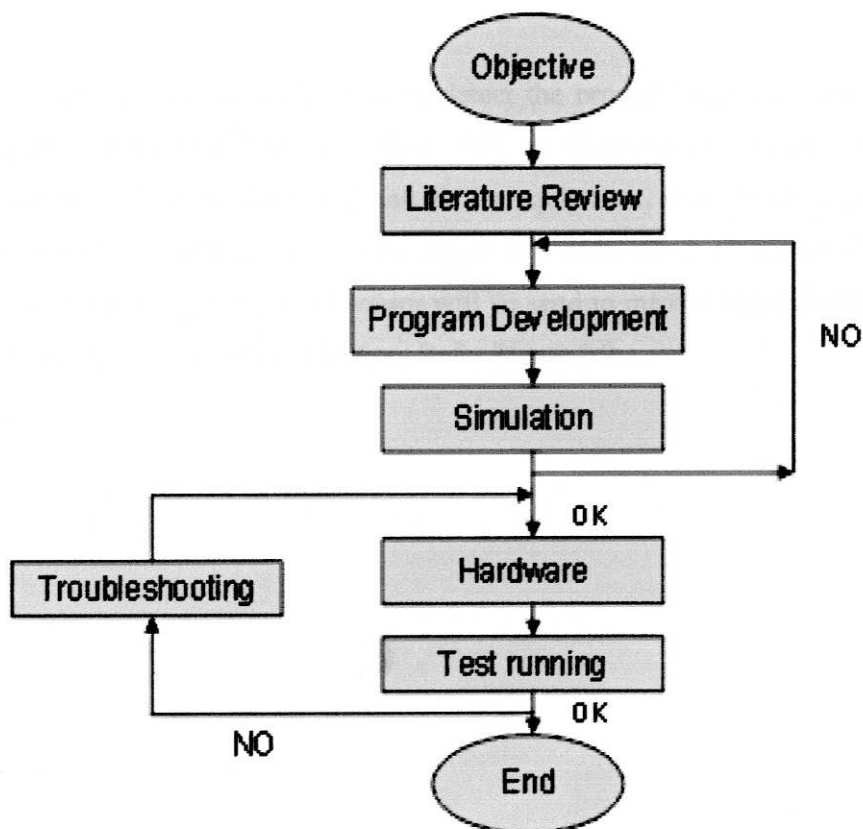 Objective
Literature Review
Program Development
NO
Simulation
OK
Hardware
Troubleshooting
Test running
OK
NO
End